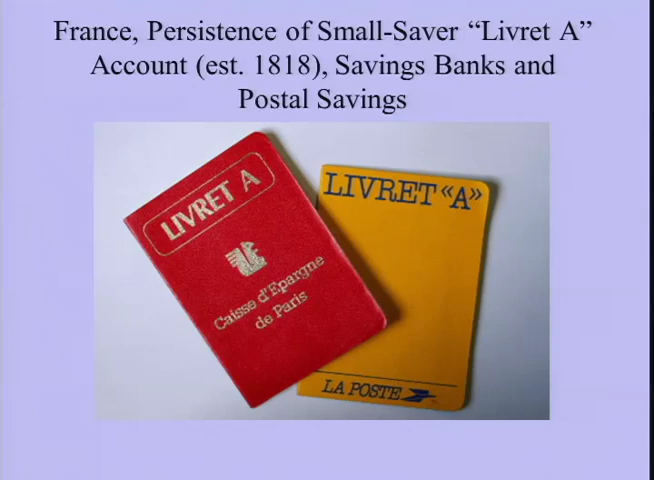 France, Persistence of Small-Saver “Livret A”
Account (est. 1818), Savings Banks and
Postal Savings
LIVRET A
Caisse d'Epargne
de Paris
LIVRET «A»
LA POSTE